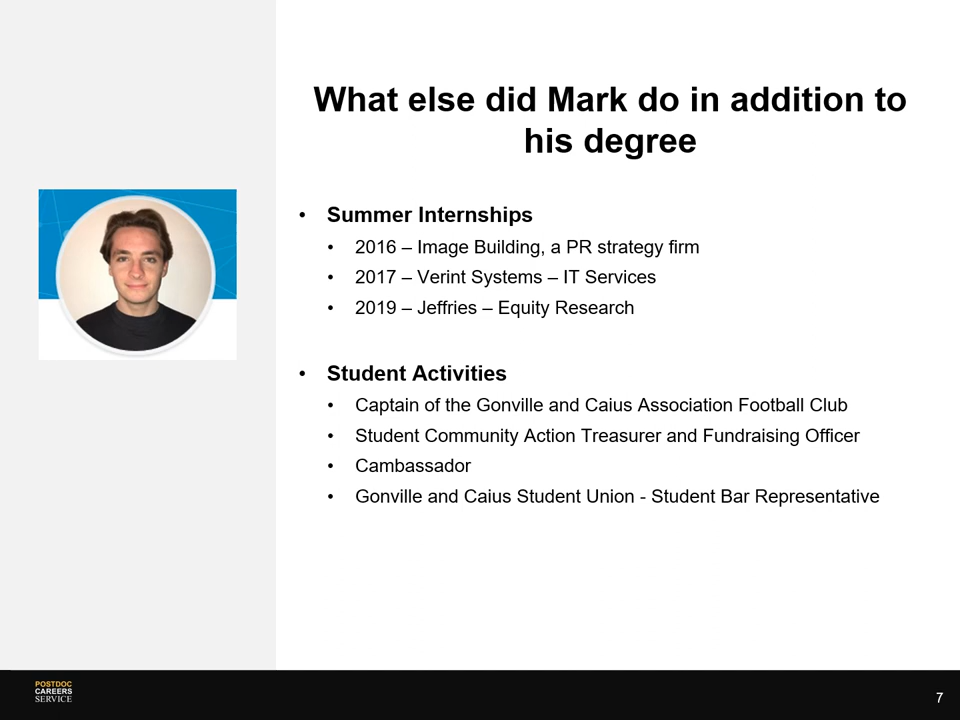 What else did Mark do in addition to
his degree
• Summer Internships
• 2016 – Image Building, a PR strategy firm
• 2017 – Verint Systems – IT Services
• 2019 – Jeffries – Equity Research
• Student Activities
• Captain of the Gonville and Caius Association Football Club
• Student Community Action Treasurer and Fundraising Officer
• Cambassador
• Gonville and Caius Student Union - Student Bar Representative
POSTDOC
CAREERS
SERVICE
7